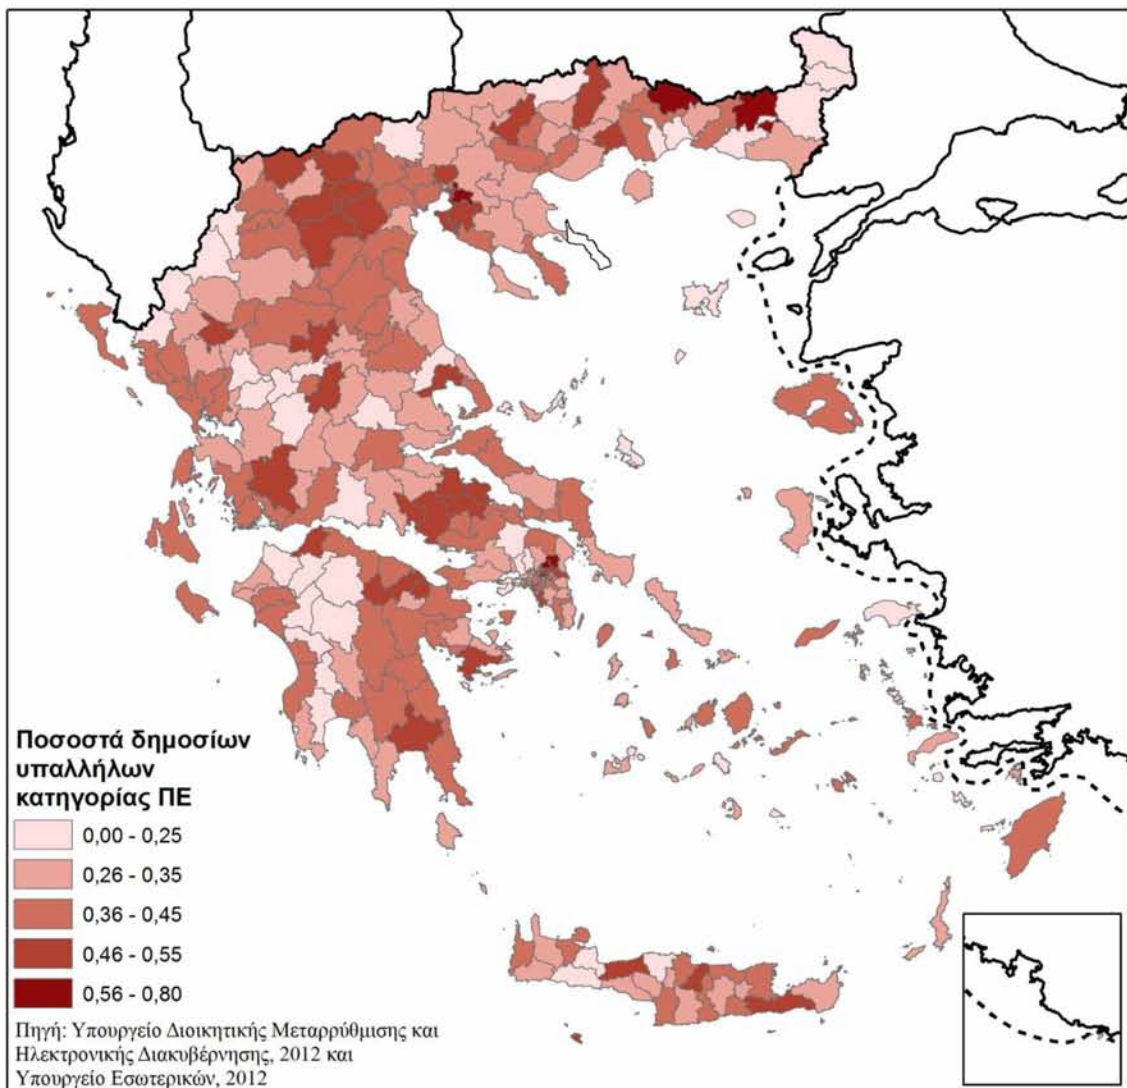 Ποσοστά δημοσίων
υπαλλήλων
κατηγορίας ΠΕ
0,00 - 0,25
0,26 - 0,35
0,36 - 0,45
0,46 - 0,55
0,56 - 0,80
Πηγή: Υπουργείο Διοικητικής Μεταρρύθμισης και
Ηλεκτρονικής Διακυβέρνησης, 2012 και
Υπουργείο Εσωτερικών, 2012